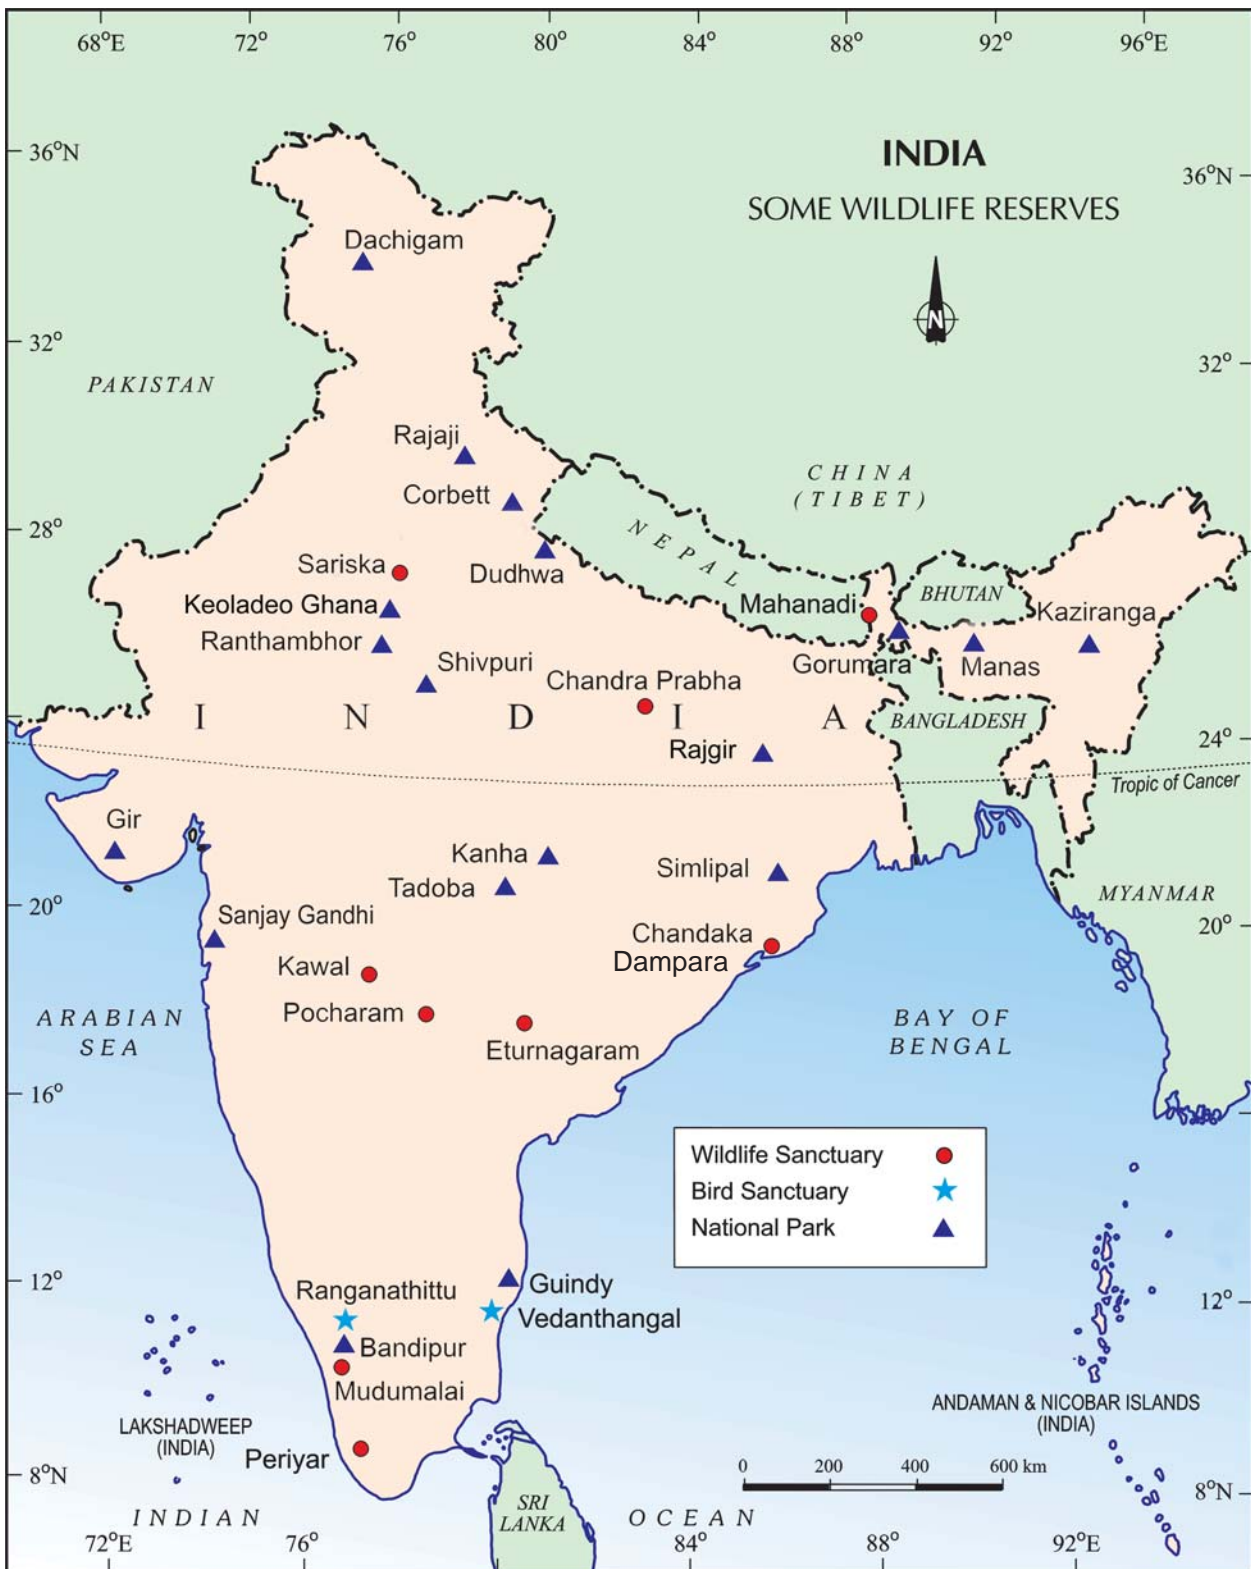 68°E 72° 76° 80° 84° 88° 92° 96°E
INDIA
SOME WILDLIFE RESERVES
36°N
36°N
N
Dachigam
32°
32°
PAKISTAN
Rajaji
Corbett
CHINA
(TIBET)
28°
NEPAL
Sariska
Dudhwa
BHUTAN
Keoladeo Ghana
Mahanadi
Kaziranga
Ranthambhor
Shivpuri
Gorumara
Manas
Chandra Prabha
I N D I A
BANGLADESH
Rajgir
24°
Tropic of Cancer
Gir
Kanha
Simlipal
Tadoba
MYANMAR
20°
20°
Sanjay Gandhi
Chandaka
Dampara
Kawal
Pocharam
ARABIAN
SEA
BAY OF
BENGAL
Eturnagaram
16°
Wildlife Sanctuary
Bird Sanctuary
National Park
12°
12°
Ranganathittu
Guindy
Vedanthangal
Bandipur
Mudumalai
LAKSHADWEEP
(INDIA)
ANDAMAN & NICOBAR ISLANDS
(INDIA)
Periyar
8°N
8°N
0 200 400 600 km
SRI
LANKA
INDIAN OCEAN
72°E 76° 84° 88° 92°E